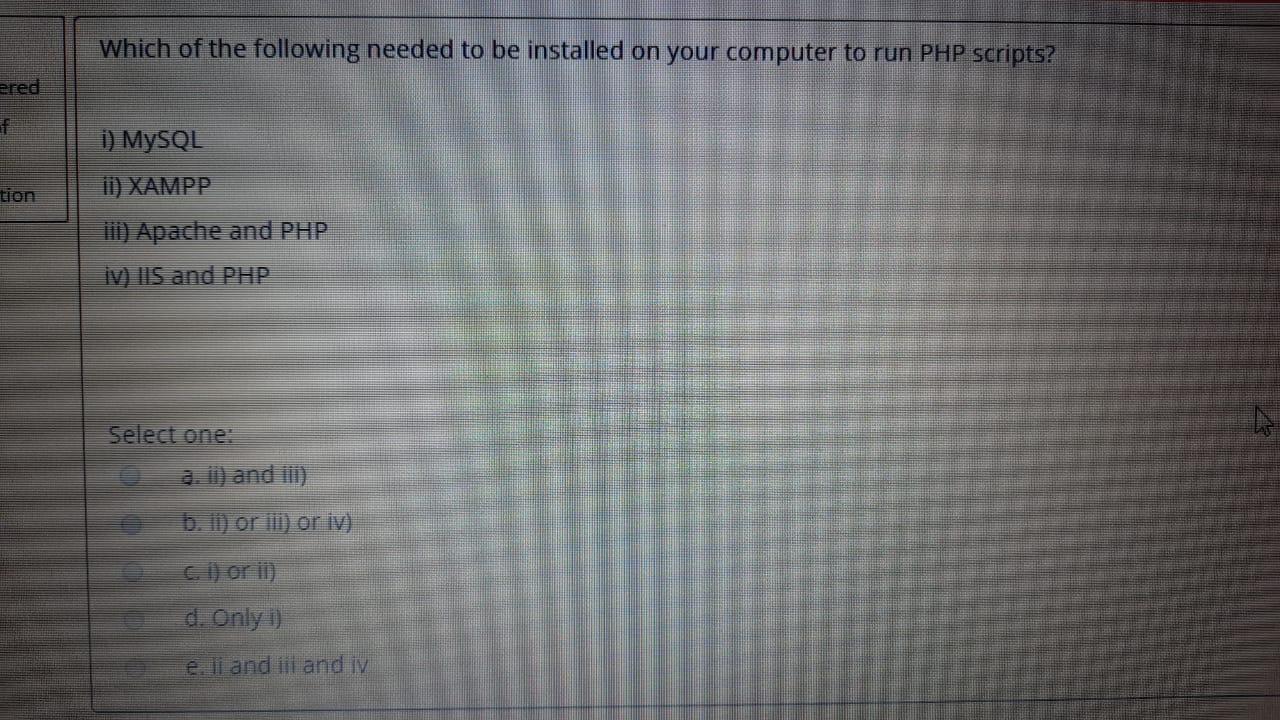 Which of the following needed to be installed on your computer to run PHP scripts?
ered
of
tion
i) MySQL
ii) XAMPP
iii) Apache and PHP
iv) IIS and PHP
Select one:
a. ii) and iii)
b. ii) or iii) or iv)
c. i) or ii)
d. Only i)
e. ii and iii and iv